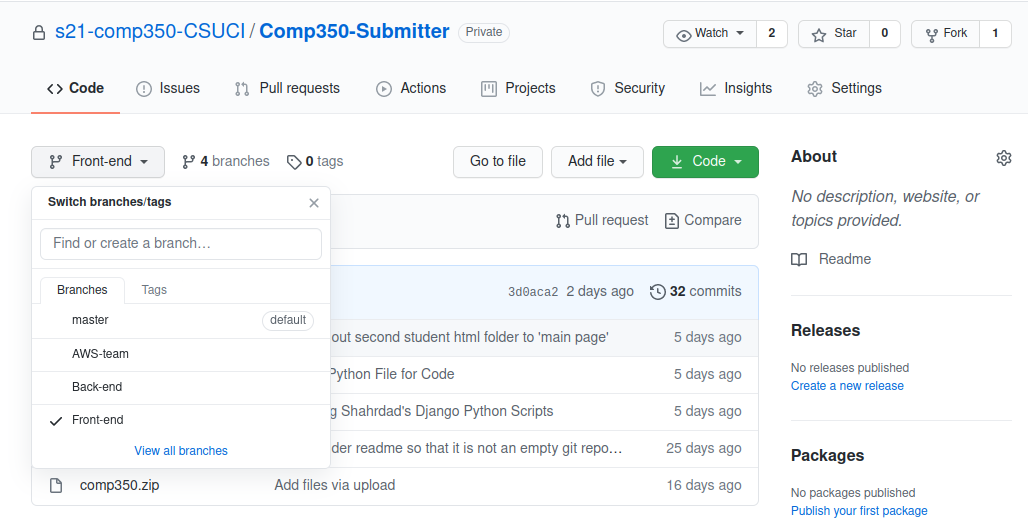 s21-comp350-CSUCI / Comp350-Submitter Private
Watch 2 Star 0 Fork 1
Code Issues Pull requests Actions Projects Security Insights Settings
Front-end 4 branches 0 tags Go to file Add file Code
Switch branches/tags
Find or create a branch…
Branches Tags
master default
AWS-team
Back-end
Front-end
View all branches
Pull request Compare
3d0aca2 2 days ago 32 commits
out second student html folder to 'main page' 5 days ago
Python File for Code 5 days ago
g Shahrdad's Django Python Scripts 5 days ago
der readme so that it is not an empty git repo… 25 days ago
comp350.zip Add files via upload 16 days ago
About
No description, website, or
topics provided.
Readme
Releases
No releases published
Create a new release
Packages
No packages published
Publish your first package